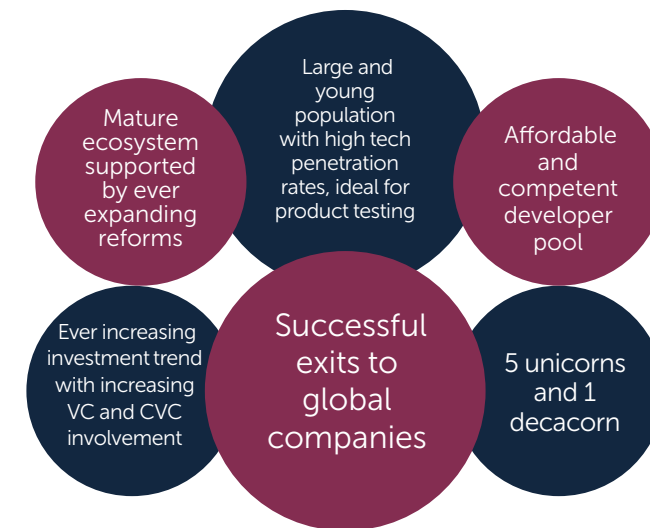 Mature
ecosystem
supported
by ever
expanding
reforms
Large and
young
population
with high tech
penetration
rates, ideal for
product testing
Affordable
and
competent
developer
pool
Ever increasing
investment trend
with increasing
VC and CVC
involvement
Successful
exits to
global
companies
5 unicorns
and 1
decacorn